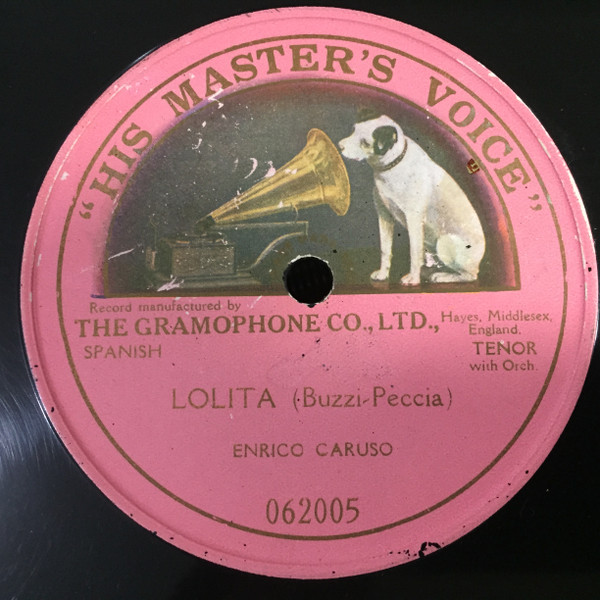 "HIS MASTER'S VOICE"
Record manufactured by
THE GRAMOPHONE CO., LTD., Hayes, Middlesex, England.
SPANISH TENOR
with Orch.
LOLITA (Buzzi-Peccia)
ENRICO CARUSO
062005